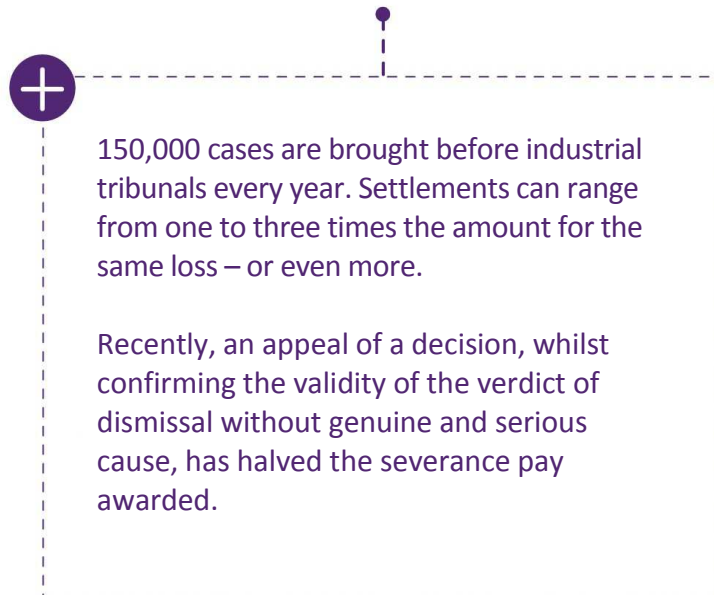 150,000 cases are brought before industrial
tribunals every year. Settlements can range
from one to three times the amount for the
same loss – or even more.
Recently, an appeal of a decision, whilst
confirming the validity of the verdict of
dismissal without genuine and serious
cause, has halved the severance pay
awarded.